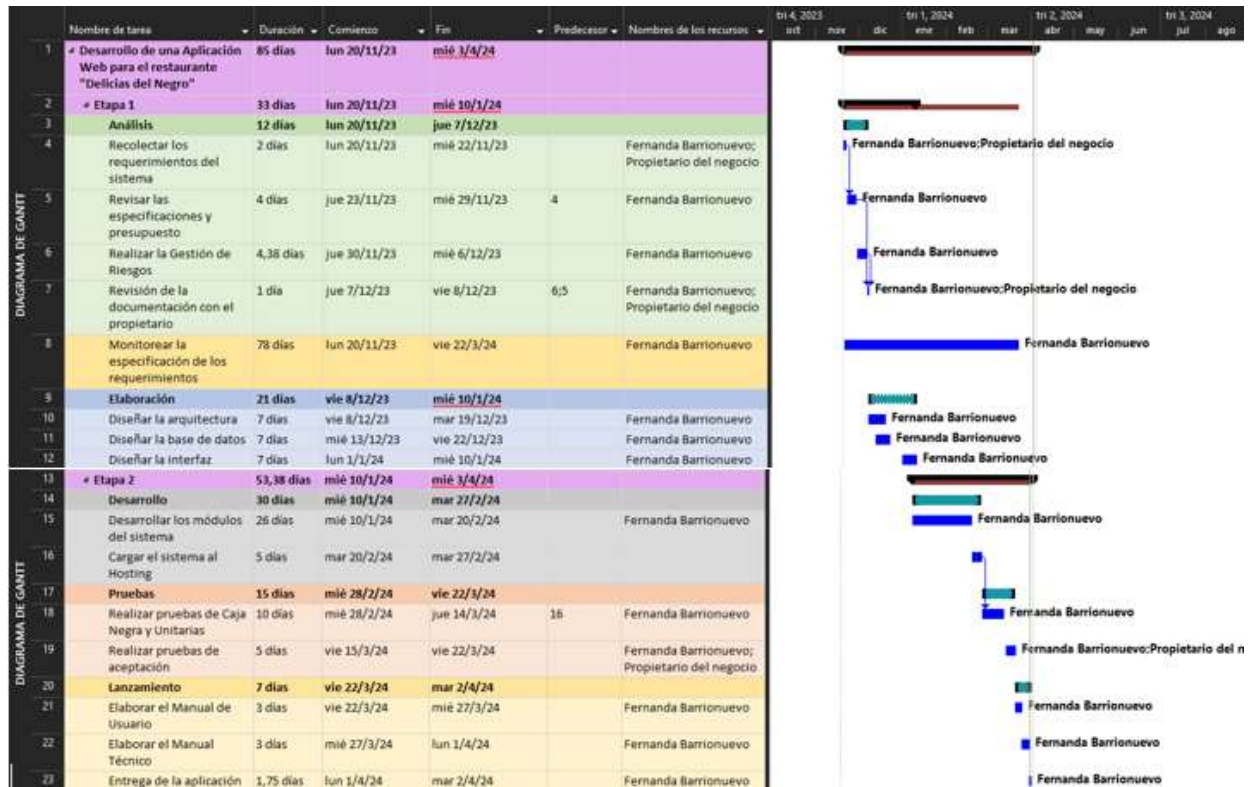 Nombre de tarea Duración Comienzo Fin Predecesor Nombres de los recursos
tri 4, 2023 tri 1, 2024 tri 2, 2024 tri 3, 2024
oct nov dic ene feb mar abr may jun jul ago
DIAGRAMA DE GANTT
1 Desarrollo de una Aplicación 85 días lun 20/11/23 mié 3/4/24
Web para el restaurante
"Delicias del Negro"
2 Etapa 1 33 días lun 20/11/23 mié 10/1/24
3 Análisis 12 días lun 20/11/23 jue 7/12/23
4 Recolectar los 2 días lun 20/11/23 mié 22/11/23 Fernanda Barrionuevo; Fernanda Barrionuevo;Propietario del negocio
requerimientos del Propietario del negocio
sistema
5 Revisar las 4 días jue 23/11/23 mié 29/11/23 4 Fernanda Barrionuevo Fernanda Barrionuevo
especificaciones y
presupuesto
6 Realizar la Gestión de 4,38 días jue 30/11/23 mié 6/12/23 Fernanda Barrionuevo Fernanda Barrionuevo
Riesgos
7 Revisión de la 1 día jue 7/12/23 vie 8/12/23 6;5 Fernanda Barrionuevo; Fernanda Barrionuevo;Propietario del negocio
documentación con el Propietario del negocio
propietario
8 Monitorear la 78 días lun 20/11/23 vie 22/3/24 Fernanda Barrionuevo Fernanda Barrionuevo
especificación de los
requerimientos
9 Elaboración 21 días vie 8/12/23 mié 10/1/24
10 Diseñar la arquitectura 7 días vie 8/12/23 mar 19/12/23 Fernanda Barrionuevo Fernanda Barrionuevo
11 Diseñar la base de datos 7 días mié 13/12/23 vie 22/12/23 Fernanda Barrionuevo Fernanda Barrionuevo
12 Diseñar la interfaz 7 días lun 1/1/24 mié 10/1/24 Fernanda Barrionuevo Fernanda Barrionuevo
DIAGRAMA DE GANTT
13 Etapa 2 53,38 días mié 10/1/24 mié 3/4/24
14 Desarrollo 30 días mié 10/1/24 mar 27/2/24
15 Desarrollar los módulos 26 días mié 10/1/24 mar 20/2/24 Fernanda Barrionuevo Fernanda Barrionuevo
del sistema
16 Cargar el sistema al 5 días mar 20/2/24 mar 27/2/24
Hosting
17 Pruebas 15 días mié 28/2/24 vie 22/3/24
18 Realizar pruebas de Caja 10 días mié 28/2/24 jue 14/3/24 16 Fernanda Barrionuevo Fernanda Barrionuevo
Negra y Unitarias
19 Realizar pruebas de 5 días vie 15/3/24 vie 22/3/24 Fernanda Barrionuevo; Fernanda Barrionuevo;Propietario del n
aceptación Propietario del negocio
20 Lanzamiento 7 días vie 22/3/24 mar 2/4/24
21 Elaborar el Manual de 3 días vie 22/3/24 mié 27/3/24 Fernanda Barrionuevo Fernanda Barrionuevo
Usuario
22 Elaborar el Manual 3 días mié 27/3/24 lun 1/4/24 Fernanda Barrionuevo Fernanda Barrionuevo
Técnico
23 Entrega de la aplicación 1,75 días lun 1/4/24 mar 2/4/24 Fernanda Barrionuevo Fernanda Barrionuevo